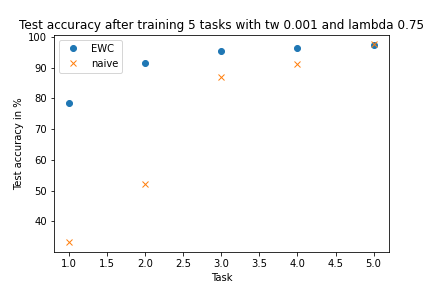 Test accuracy after training 5 tasks with tw 0.001 and lambda 0.75
EWC
naive
100
90
80
70
60
50
40
Test accuracy in %
1.0 1.5 2.0 2.5 3.0 3.5 4.0 4.5 5.0
Task